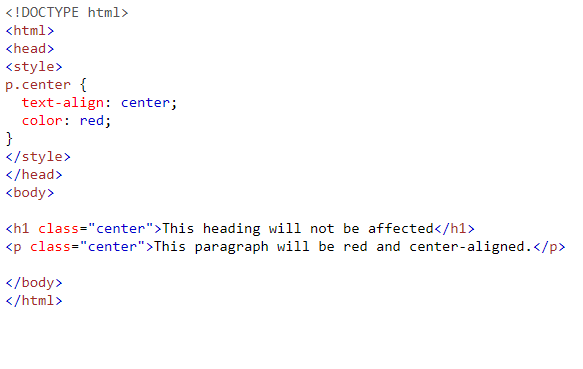 <!DOCTYPE html>
<html>
<head>
<style>
p.center {
  text-align: center;
  color: red;
}
</style>
</head>
<body>

<h1 class="center">This heading will not be affected</h1>
<p class="center">This paragraph will be red and center-aligned.</p>

</body>
</html>